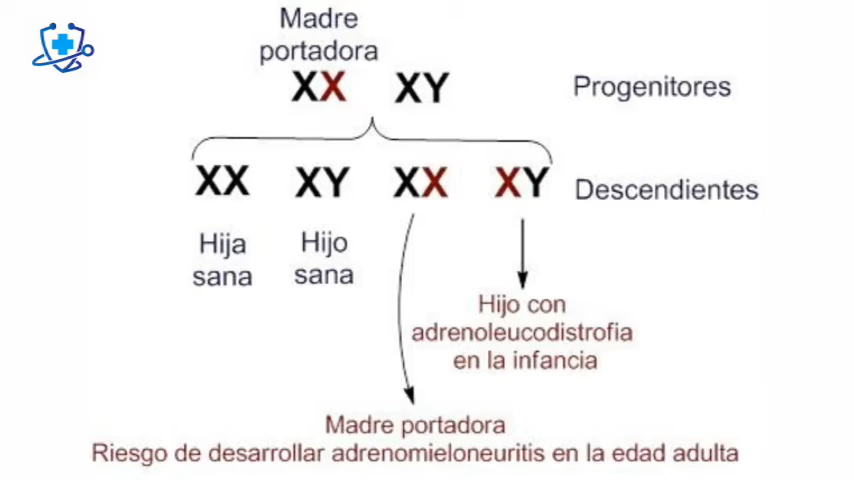 Madre
portadora
XX XY Progenitores
XX XY XX XY Descendientes
Hija
sana
Hijo
sana
Hijo con
adrenoleucodistrofia
en la infancia
Madre portadora
Riesgo de desarrollar adrenomieloneuritis en la edad adulta